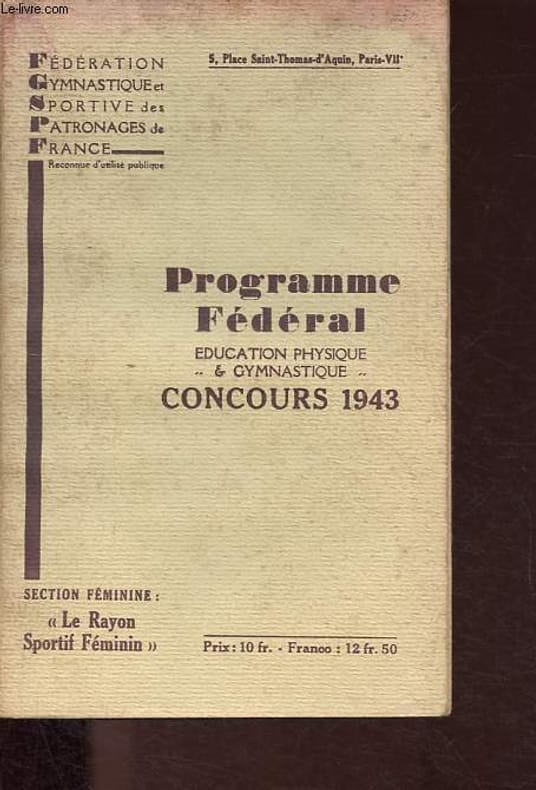 Le-livre.com
FÉDÉRATION
GYMNASTIQUE et
SPORTIVE des
PATRONAGES de
FRANCE
Reconnue d'utilité publique
5, Place Saint-Thomas-d'Aquin, Paris-VIIe
Programme
Fédéral
EDUCATION PHYSIQUE
.. & GYMNASTIQUE ..
CONCOURS 1943
SECTION FÉMININE :
« Le Rayon
Sportif Féminin »
Prix : 10 fr. - Franco : 12 fr. 50